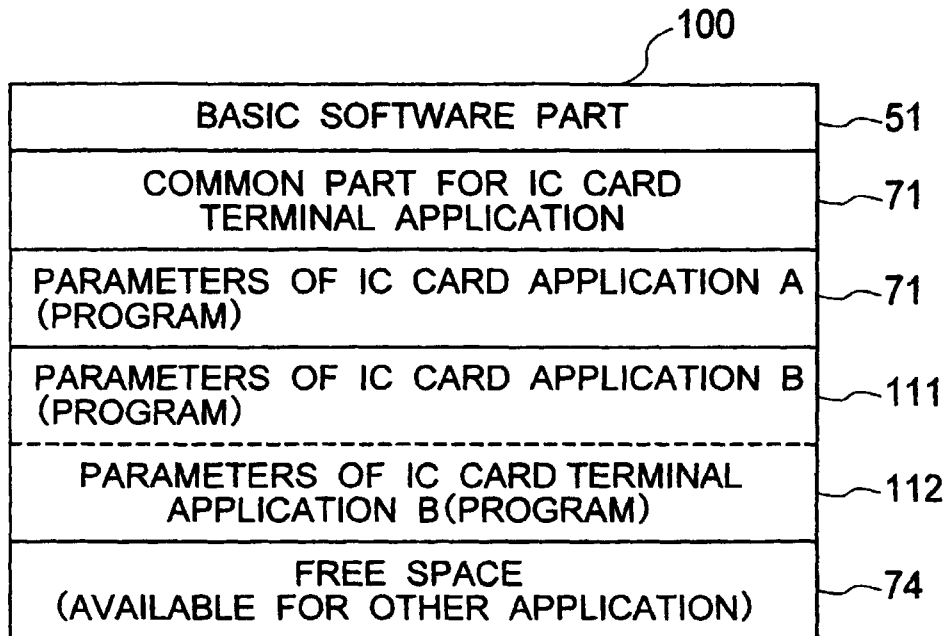 100
BASIC SOFTWARE PART
51
COMMON PART FOR IC CARD
TERMINAL APPLICATION
71
PARAMETERS OF IC CARD APPLICATION A
(PROGRAM)
71
PARAMETERS OF IC CARD APPLICATION B
(PROGRAM)
111
PARAMETERS OF IC CARD TERMINAL
APPLICATION B(PROGRAM)
112
FREE SPACE
(AVAILABLE FOR OTHER APPLICATION)
74